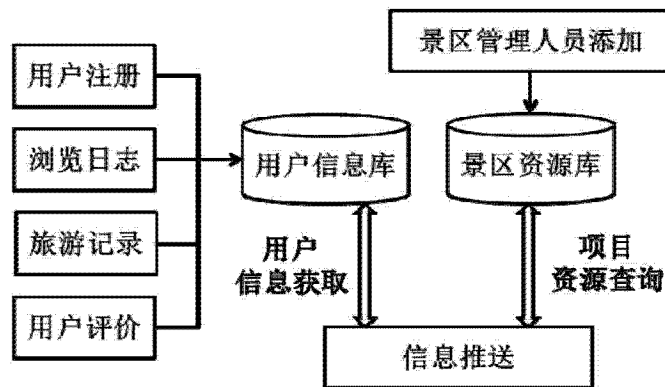 景区管理人员添加
用户注册
浏览日志
旅游记录
用户评价
用户信息库
景区资源库
用户
信息获取
项目
资源查询
信息推送